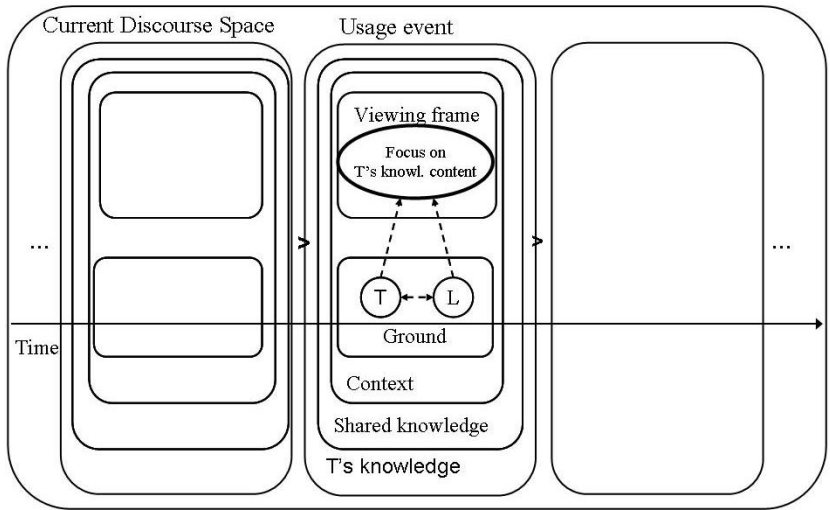 Current Discourse Space
Usage event
Viewing frame
Focus on
T's knowl. content
...
>
>
...
T
L
Ground
Time
Context
Shared knowledge
T's knowledge